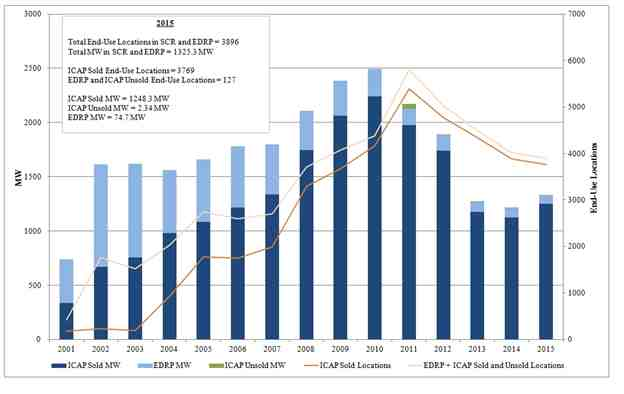 2015
Total End-Use Locations in SCR and EDRP = 3896
Total MW in SCR and EDRP = 1325.3 MW
ICAP Sold End-Use Locations = 3769
EDRP and ICAP Unsold End-Use Locations = 127
ICAP Sold MW = 1248.3 MW
ICAP Unsold MW = 2.34 MW
EDRP MW = 74.7 MW
3000
2500
2000
1500
1000
500
0
MW
7000
6000
5000
4000
3000
2000
1000
0
End-Use Locations
2001 2002 2003 2004 2005 2006 2007 2008 2009 2010 2011 2012 2013 2014 2015
ICAP Sold MW EDRP MW ICAP Unsold MW ICAP Sold Locations EDRP + ICAP Sold and Unsold Locations